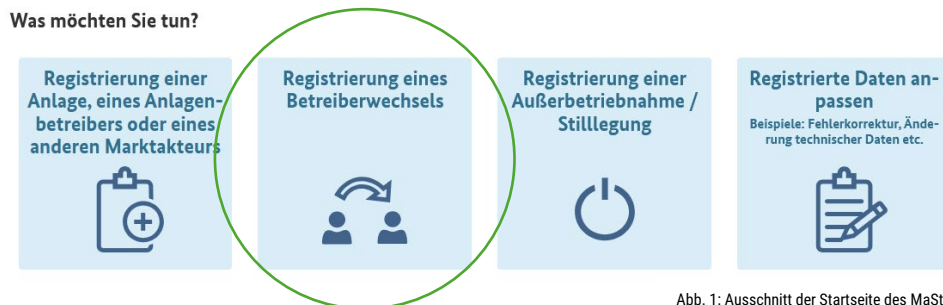 Was möchten Sie tun?
Registrierung einer
Anlage, eines Anlagen-
betreibers oder eines
anderen Marktakteurs
Registrierung eines
Betreiberwechsels
Registrierung einer
Außerbetriebnahme /
Stilllegung
Registrierte Daten an-
passen
Beispiele: Fehlerkorrektur, Ände-
rung technischer Daten etc.
Abb. 1: Ausschnitt der Startseite des MaSt